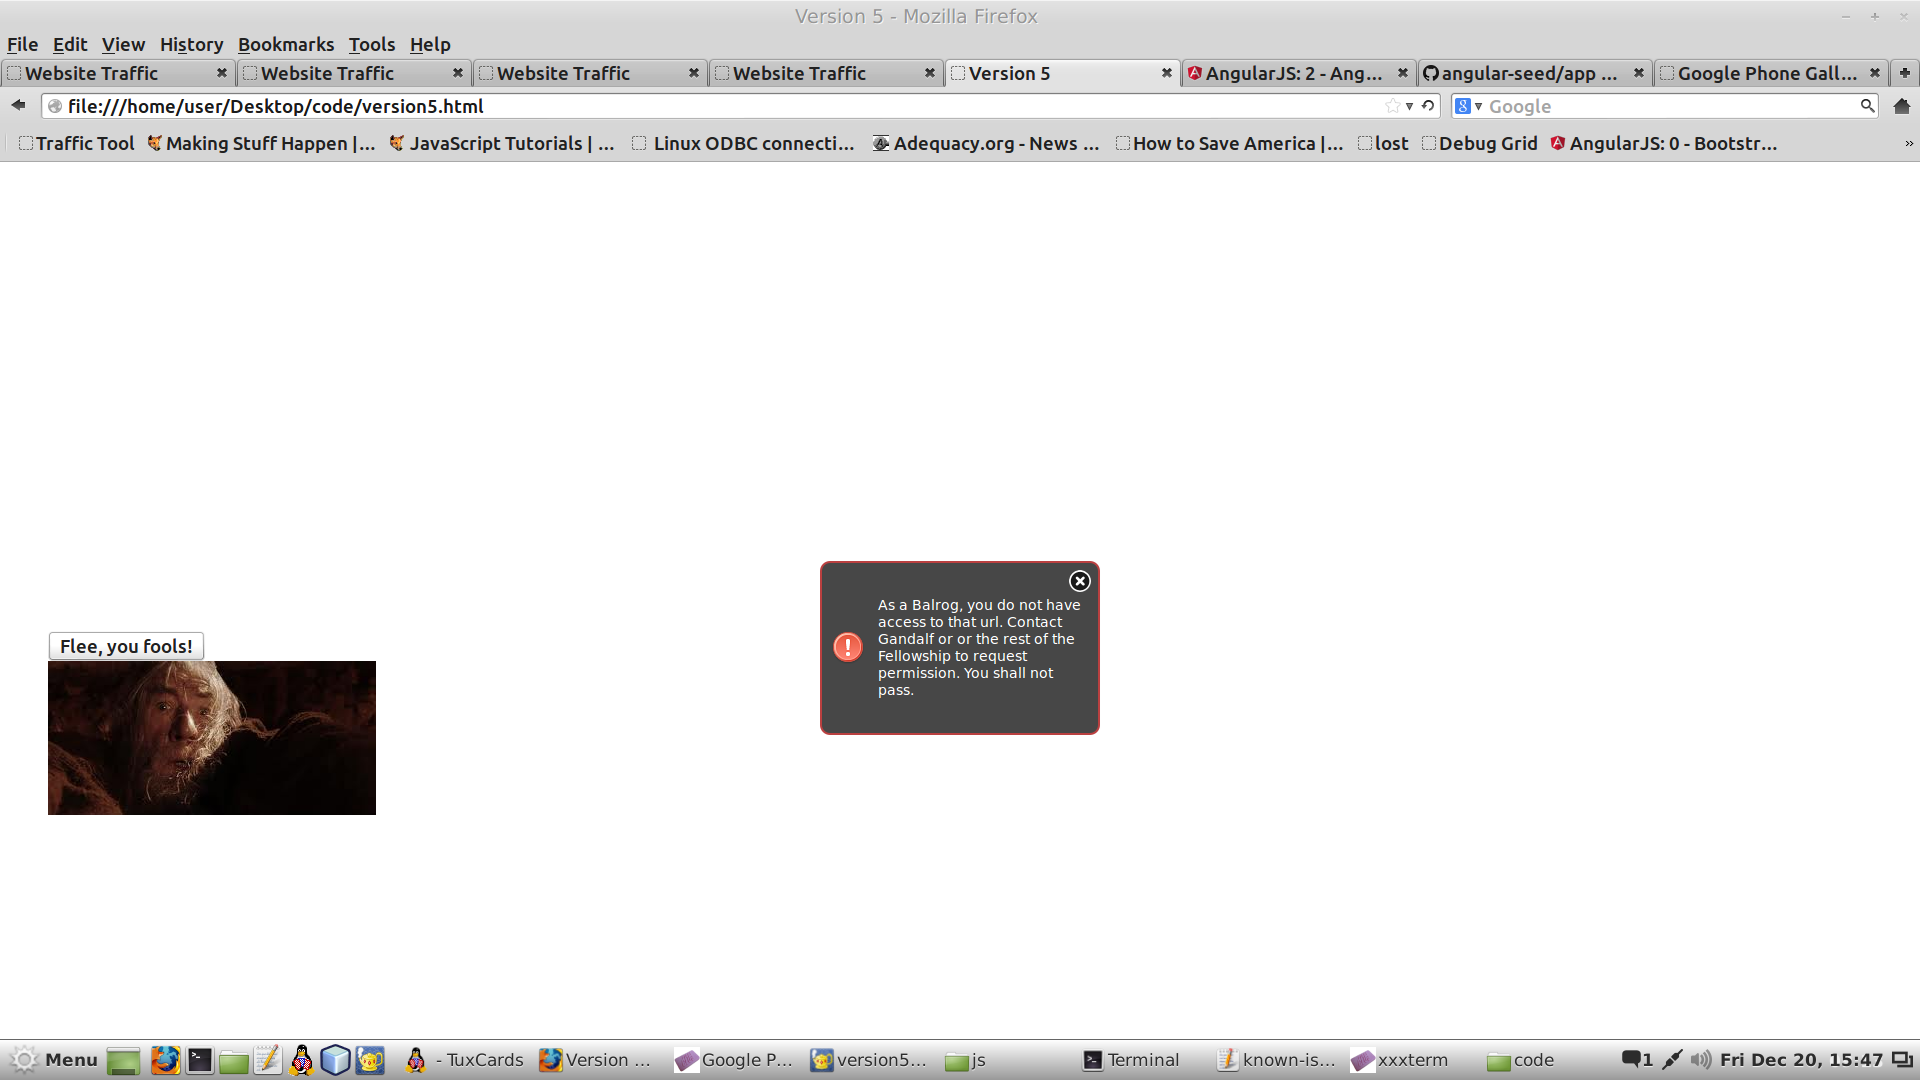 Version 5 - Mozilla Firefox
File Edit View History Bookmarks Tools Help
Website Traffic Website Traffic Website Traffic Website Traffic Version 5 AngularJS: 2 - Ang... angular-seed/app ... Google Phone Gall...
file:///home/user/Desktop/code/version5.html Google
Traffic Tool Making Stuff Happen |... JavaScript Tutorials | ... Linux ODBC connecti... Adequacy.org - News ... How to Save America |... lost Debug Grid AngularJS: 0 - Bootstr... »
As a Balrog, you do not have
access to that url. Contact
Gandalf or or the rest of the
Fellowship to request
permission. You shall not
pass.
Flee, you fools!
Menu - TuxCards Version ... Google P... version5... js Terminal known-is... xxxterm code 1 Fri Dec 20, 15:47